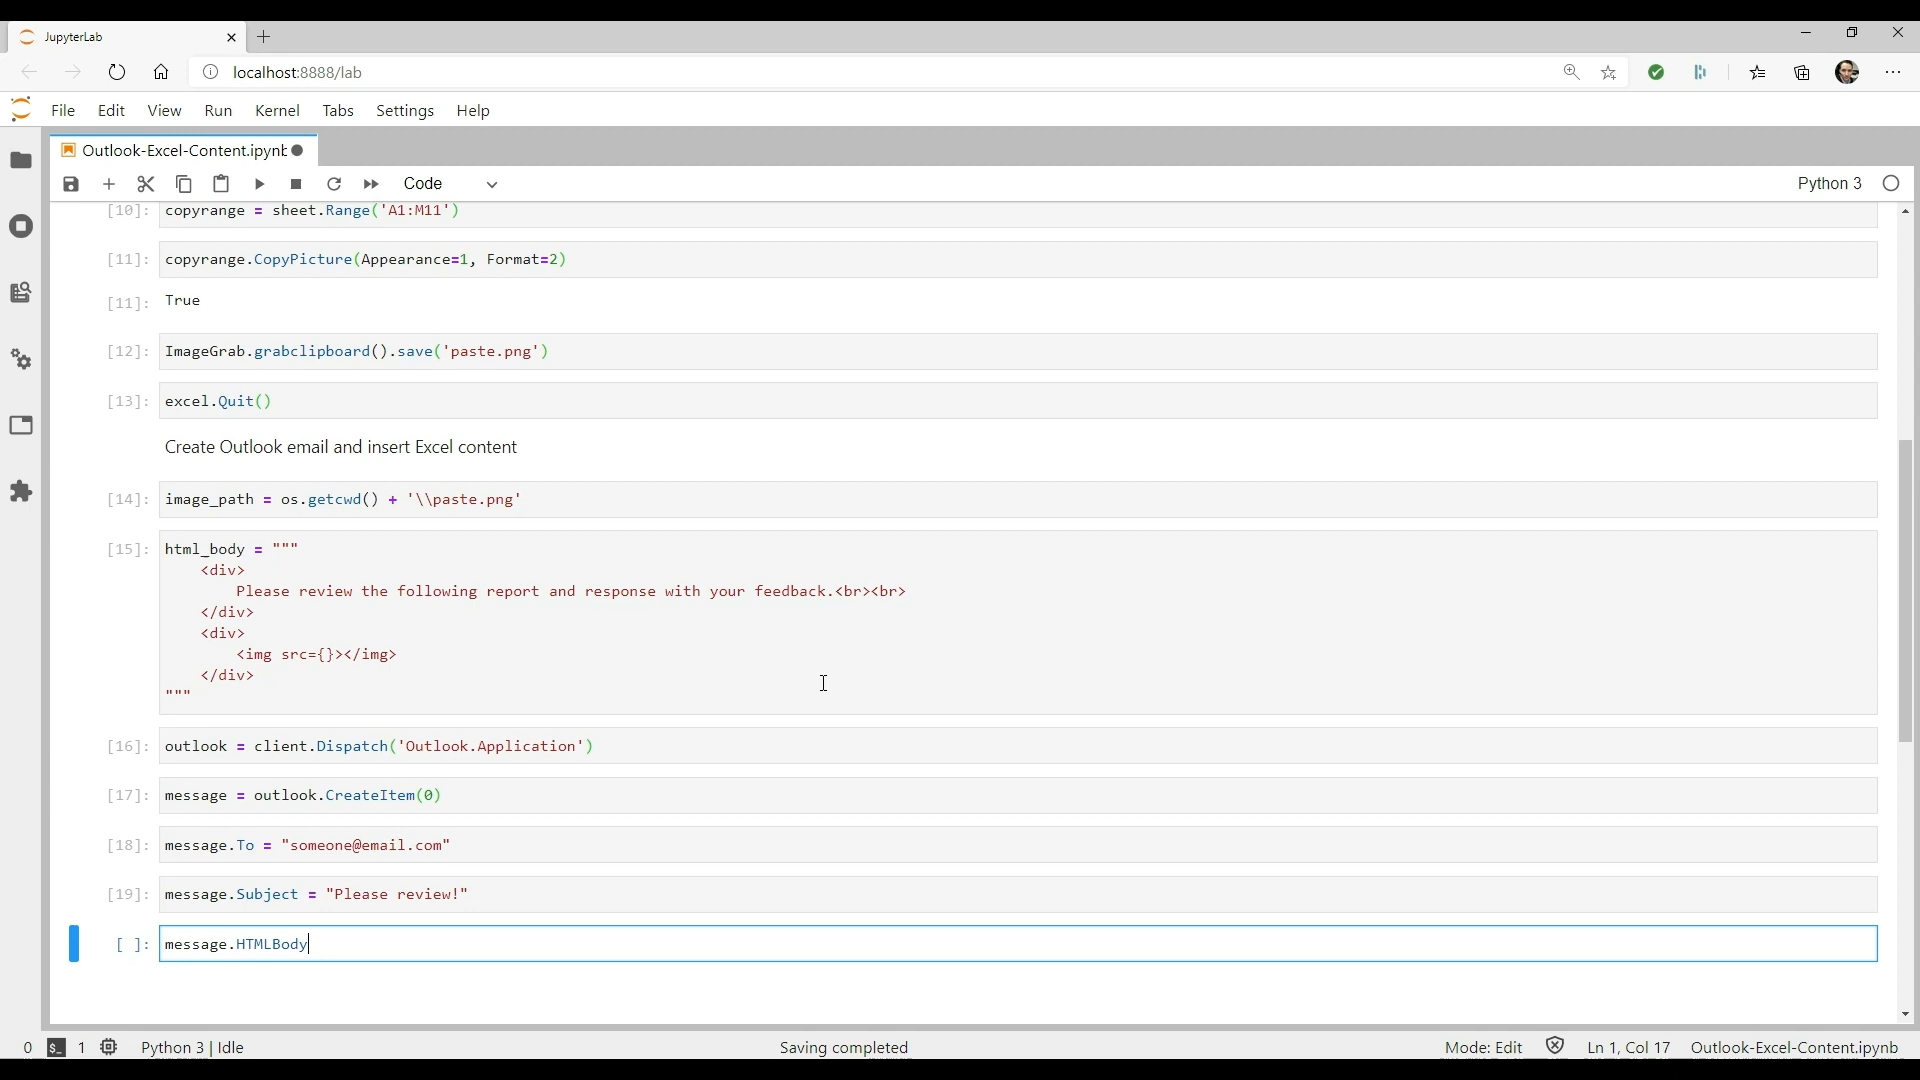 JupyterLab
localhost:8888/lab
File Edit View Run Kernel Tabs Settings Help
Outlook-Excel-Content.ipynb
Code
Python 3
[10]: copyrange = sheet.Range('A1:M11')
[11]: copyrange.CopyPicture(Appearance=1, Format=2)
[11]: True
[12]: ImageGrab.grabclipboard().save('paste.png')
[13]: excel.Quit()
Create Outlook email and insert Excel content
[14]: image_path = os.getcwd() + '\\paste.png'
[15]: html_body = """
<div>
Please review the following report and response with your feedback.<br><br>
</div>
<div>
<img src={}></img>
</div>
"""
[16]: outlook = client.Dispatch('Outlook.Application')
[17]: message = outlook.CreateItem(0)
[18]: message.To = "someone@email.com"
[19]: message.Subject = "Please review!"
[ ]: message.HTMLBody
0 $_ 1 Python 3 | Idle Saving completed Mode: Edit Ln 1, Col 17 Outlook-Excel-Content.ipynb